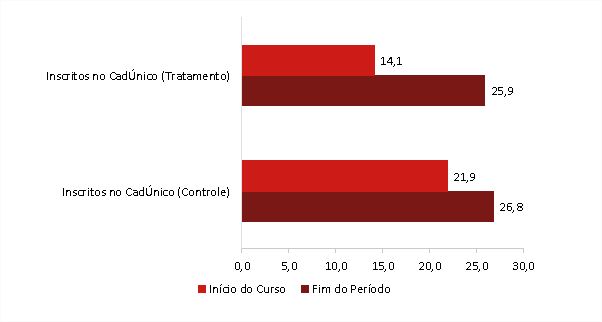 Inscritos no CadÚnico (Tratamento)
14,1
25,9
Inscritos no CadÚnico (Controle)
21,9
26,8
0,0 5,0 10,0 15,0 20,0 25,0 30,0
Início do Curso Fim do Período